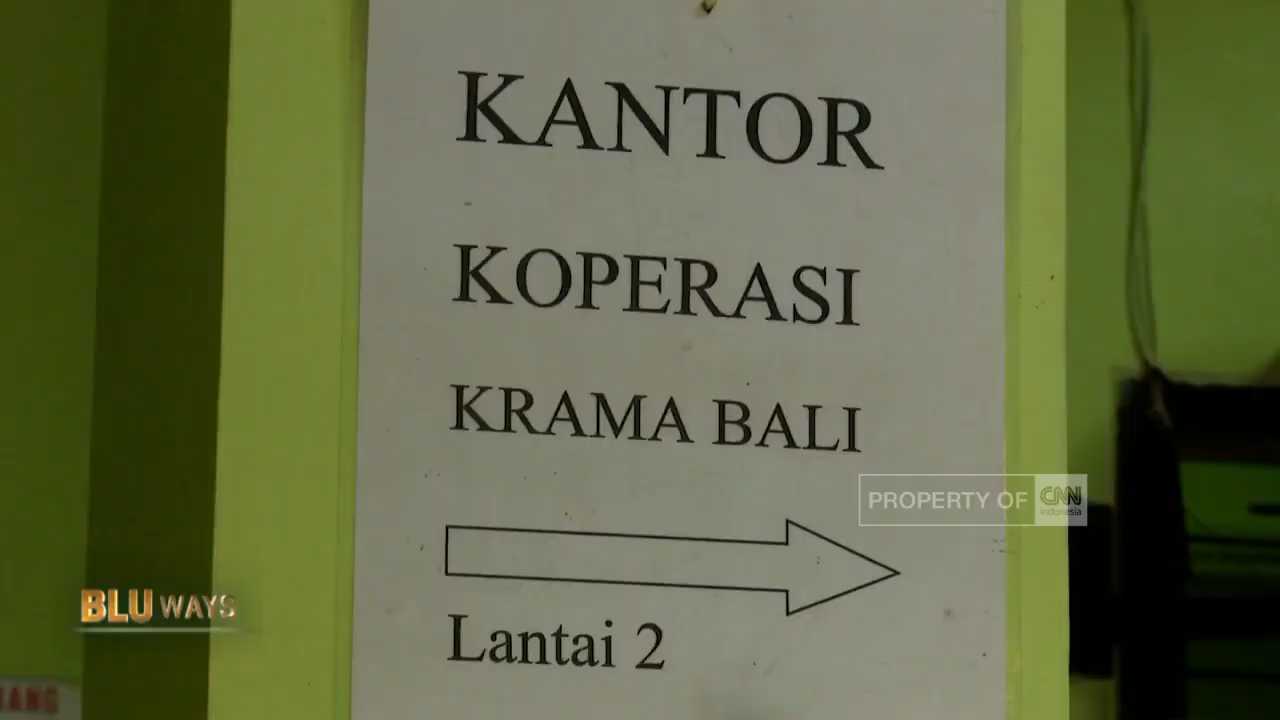 KANTOR
KOPERASI
KRAMA BALI
PROPERTY OF CNN Indonesia
BLU WAYS
Lantai 2